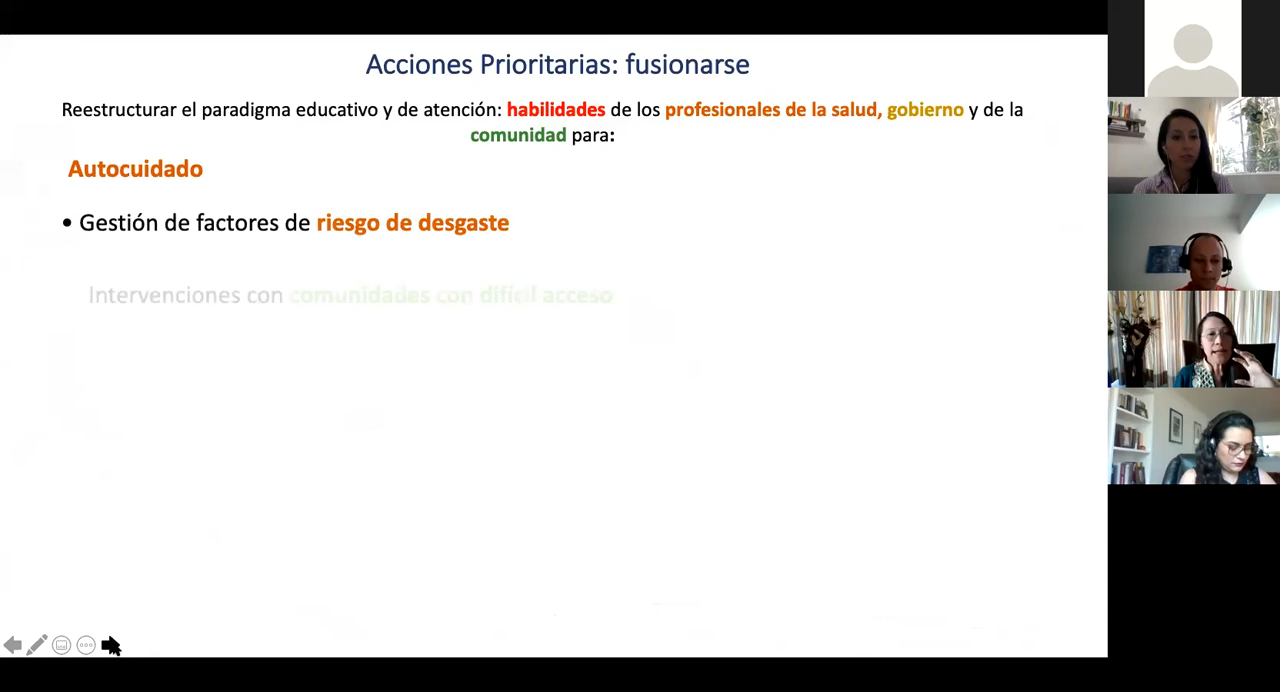 Acciones Prioritarias: fusionarse
Reestructurar el paradigma educativo y de atención: habilidades de los profesionales de la salud, gobierno y de la
comunidad para:
Autocuidado
• Gestión de factores de riesgo de desgaste
Intervenciones con comunidades con difícil acceso